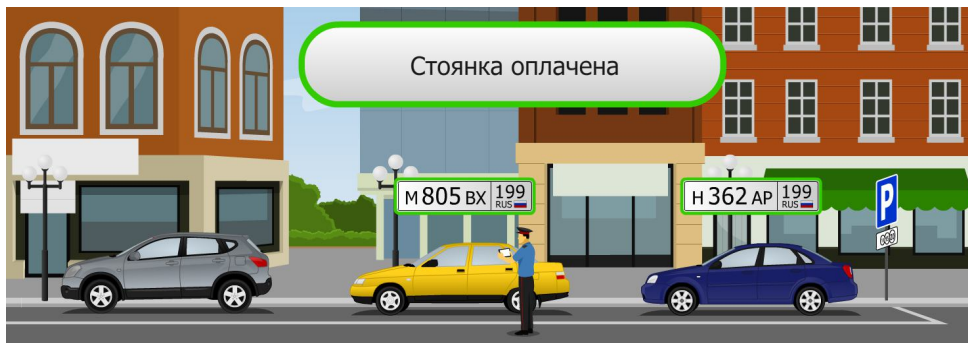 Стоянка оплачена
М 805 ВХ 199
RUS
Н 362 АР 199
RUS
P